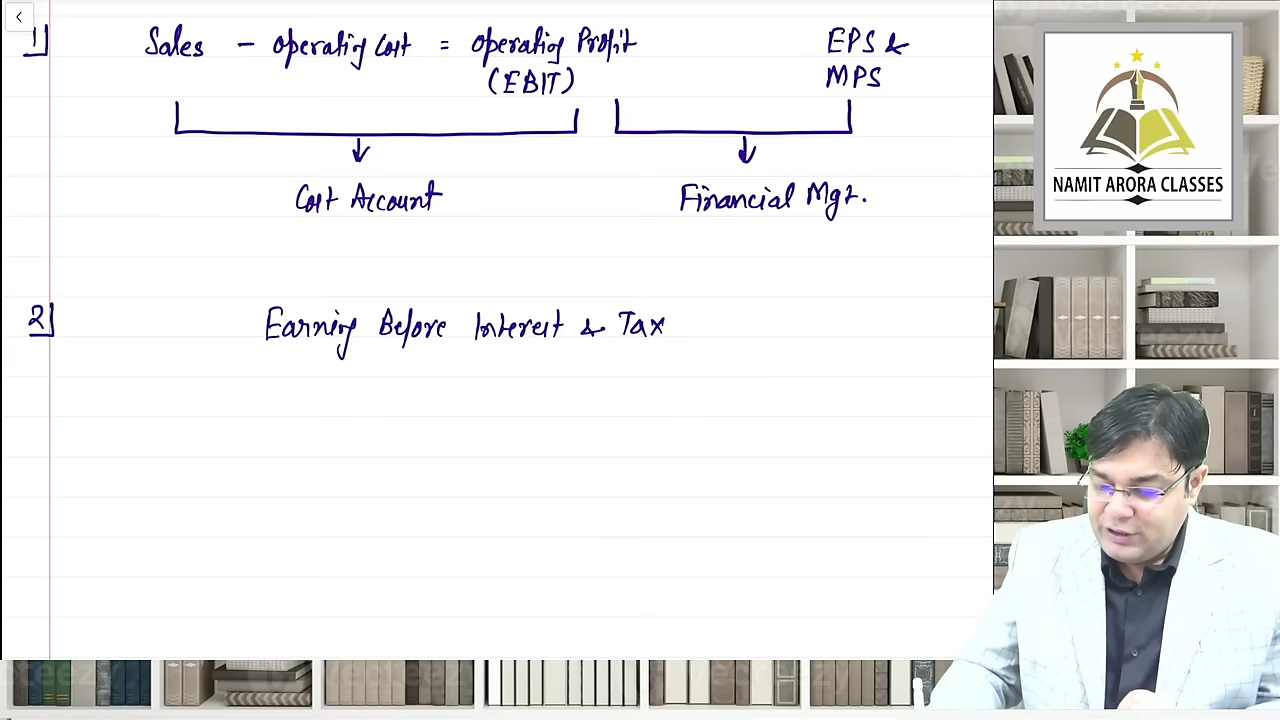 1] Sales - operating Cost = operating Profit EPS &
(EBIT) MPS
Cost Account Financial Mgt.
2] Earning Before Interest & Tax
NAMIT ARORA CLASSES